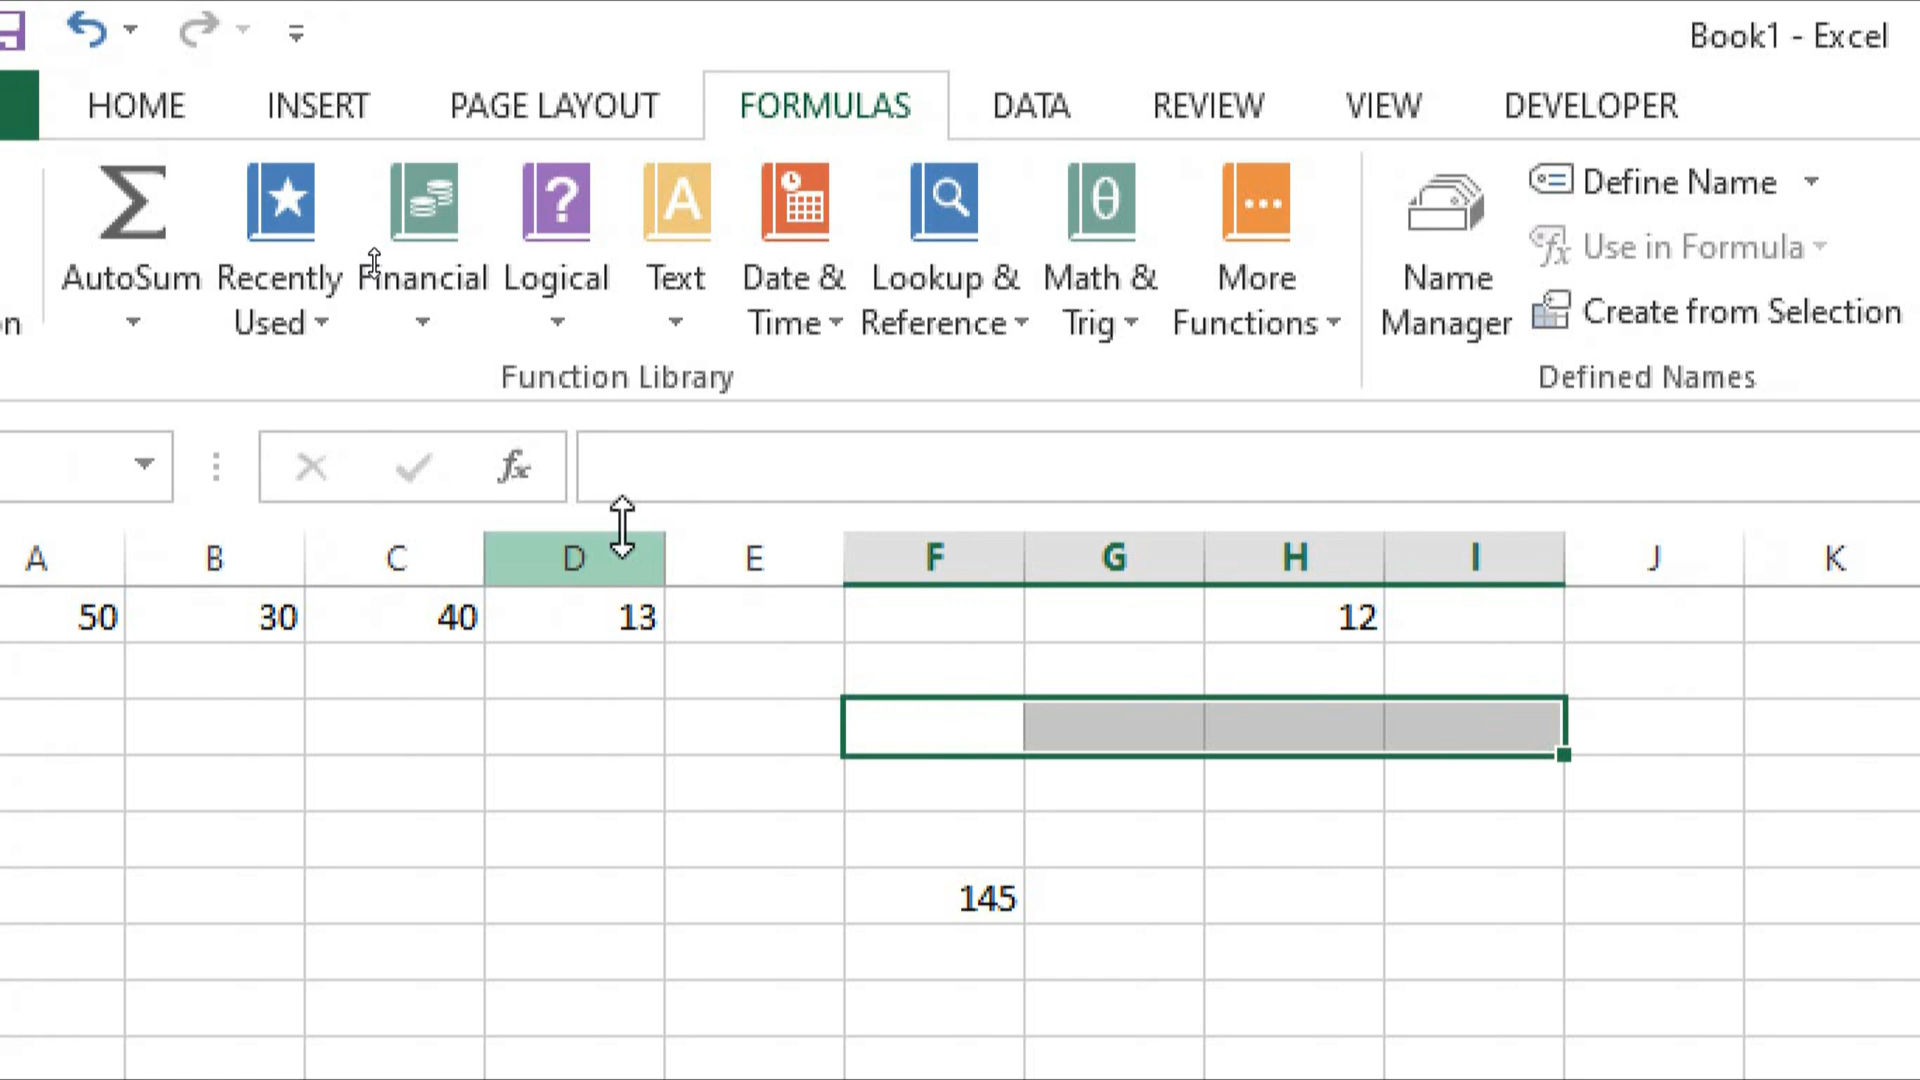 Book1 - Excel
HOME INSERT PAGE LAYOUT FORMULAS DATA REVIEW VIEW DEVELOPER
AutoSum
Recently
Used
Financial
Logical
Text
Date &
Time
Lookup &
Reference
Math &
Trig
More
Functions
Function Library
Name
Manager
Define Name
Use in Formula
Create from Selection
Defined Names
fx
A B C D E F G H I J K
50 30 40 13 12
145